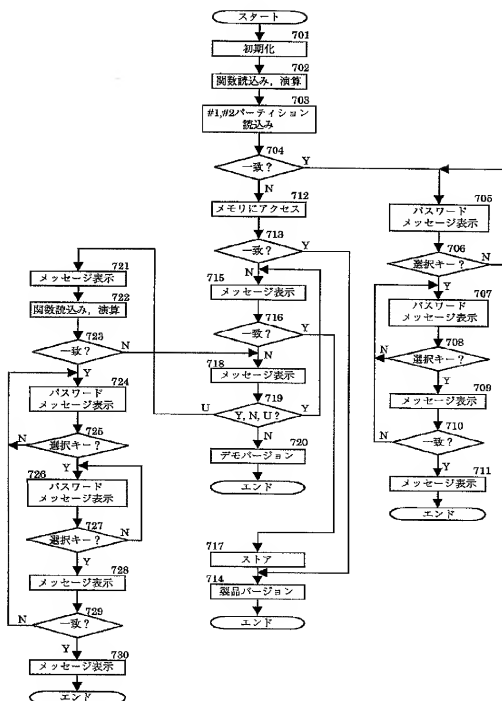 スタート
701
初期化
702
関数読込み，演算
703
#1,#2パーティション
読込み
704
一致？
Y
N
712
メモリにアクセス
713
一致？
Y
N
715
メッセージ表示
716
一致？
Y
N
718
メッセージ表示
719
Y, N, U？
U
Y
N
720
デモバージョン
エンド
717
ストア
714
製品バージョン
エンド
705
パスワード
メッセージ表示
706
選択キー？
N
Y
707
パスワード
メッセージ表示
708
選択キー？
N
Y
709
メッセージ表示
710
一致？
N
Y
711
メッセージ表示
エンド
721
メッセージ表示
722
関数読込み，演算
723
一致？
N
Y
724
パスワード
メッセージ表示
725
選択キー？
N
Y
726
パスワード
メッセージ表示
727
選択キー？
N
Y
728
メッセージ表示
729
一致？
N
Y
730
メッセージ表示
エンド